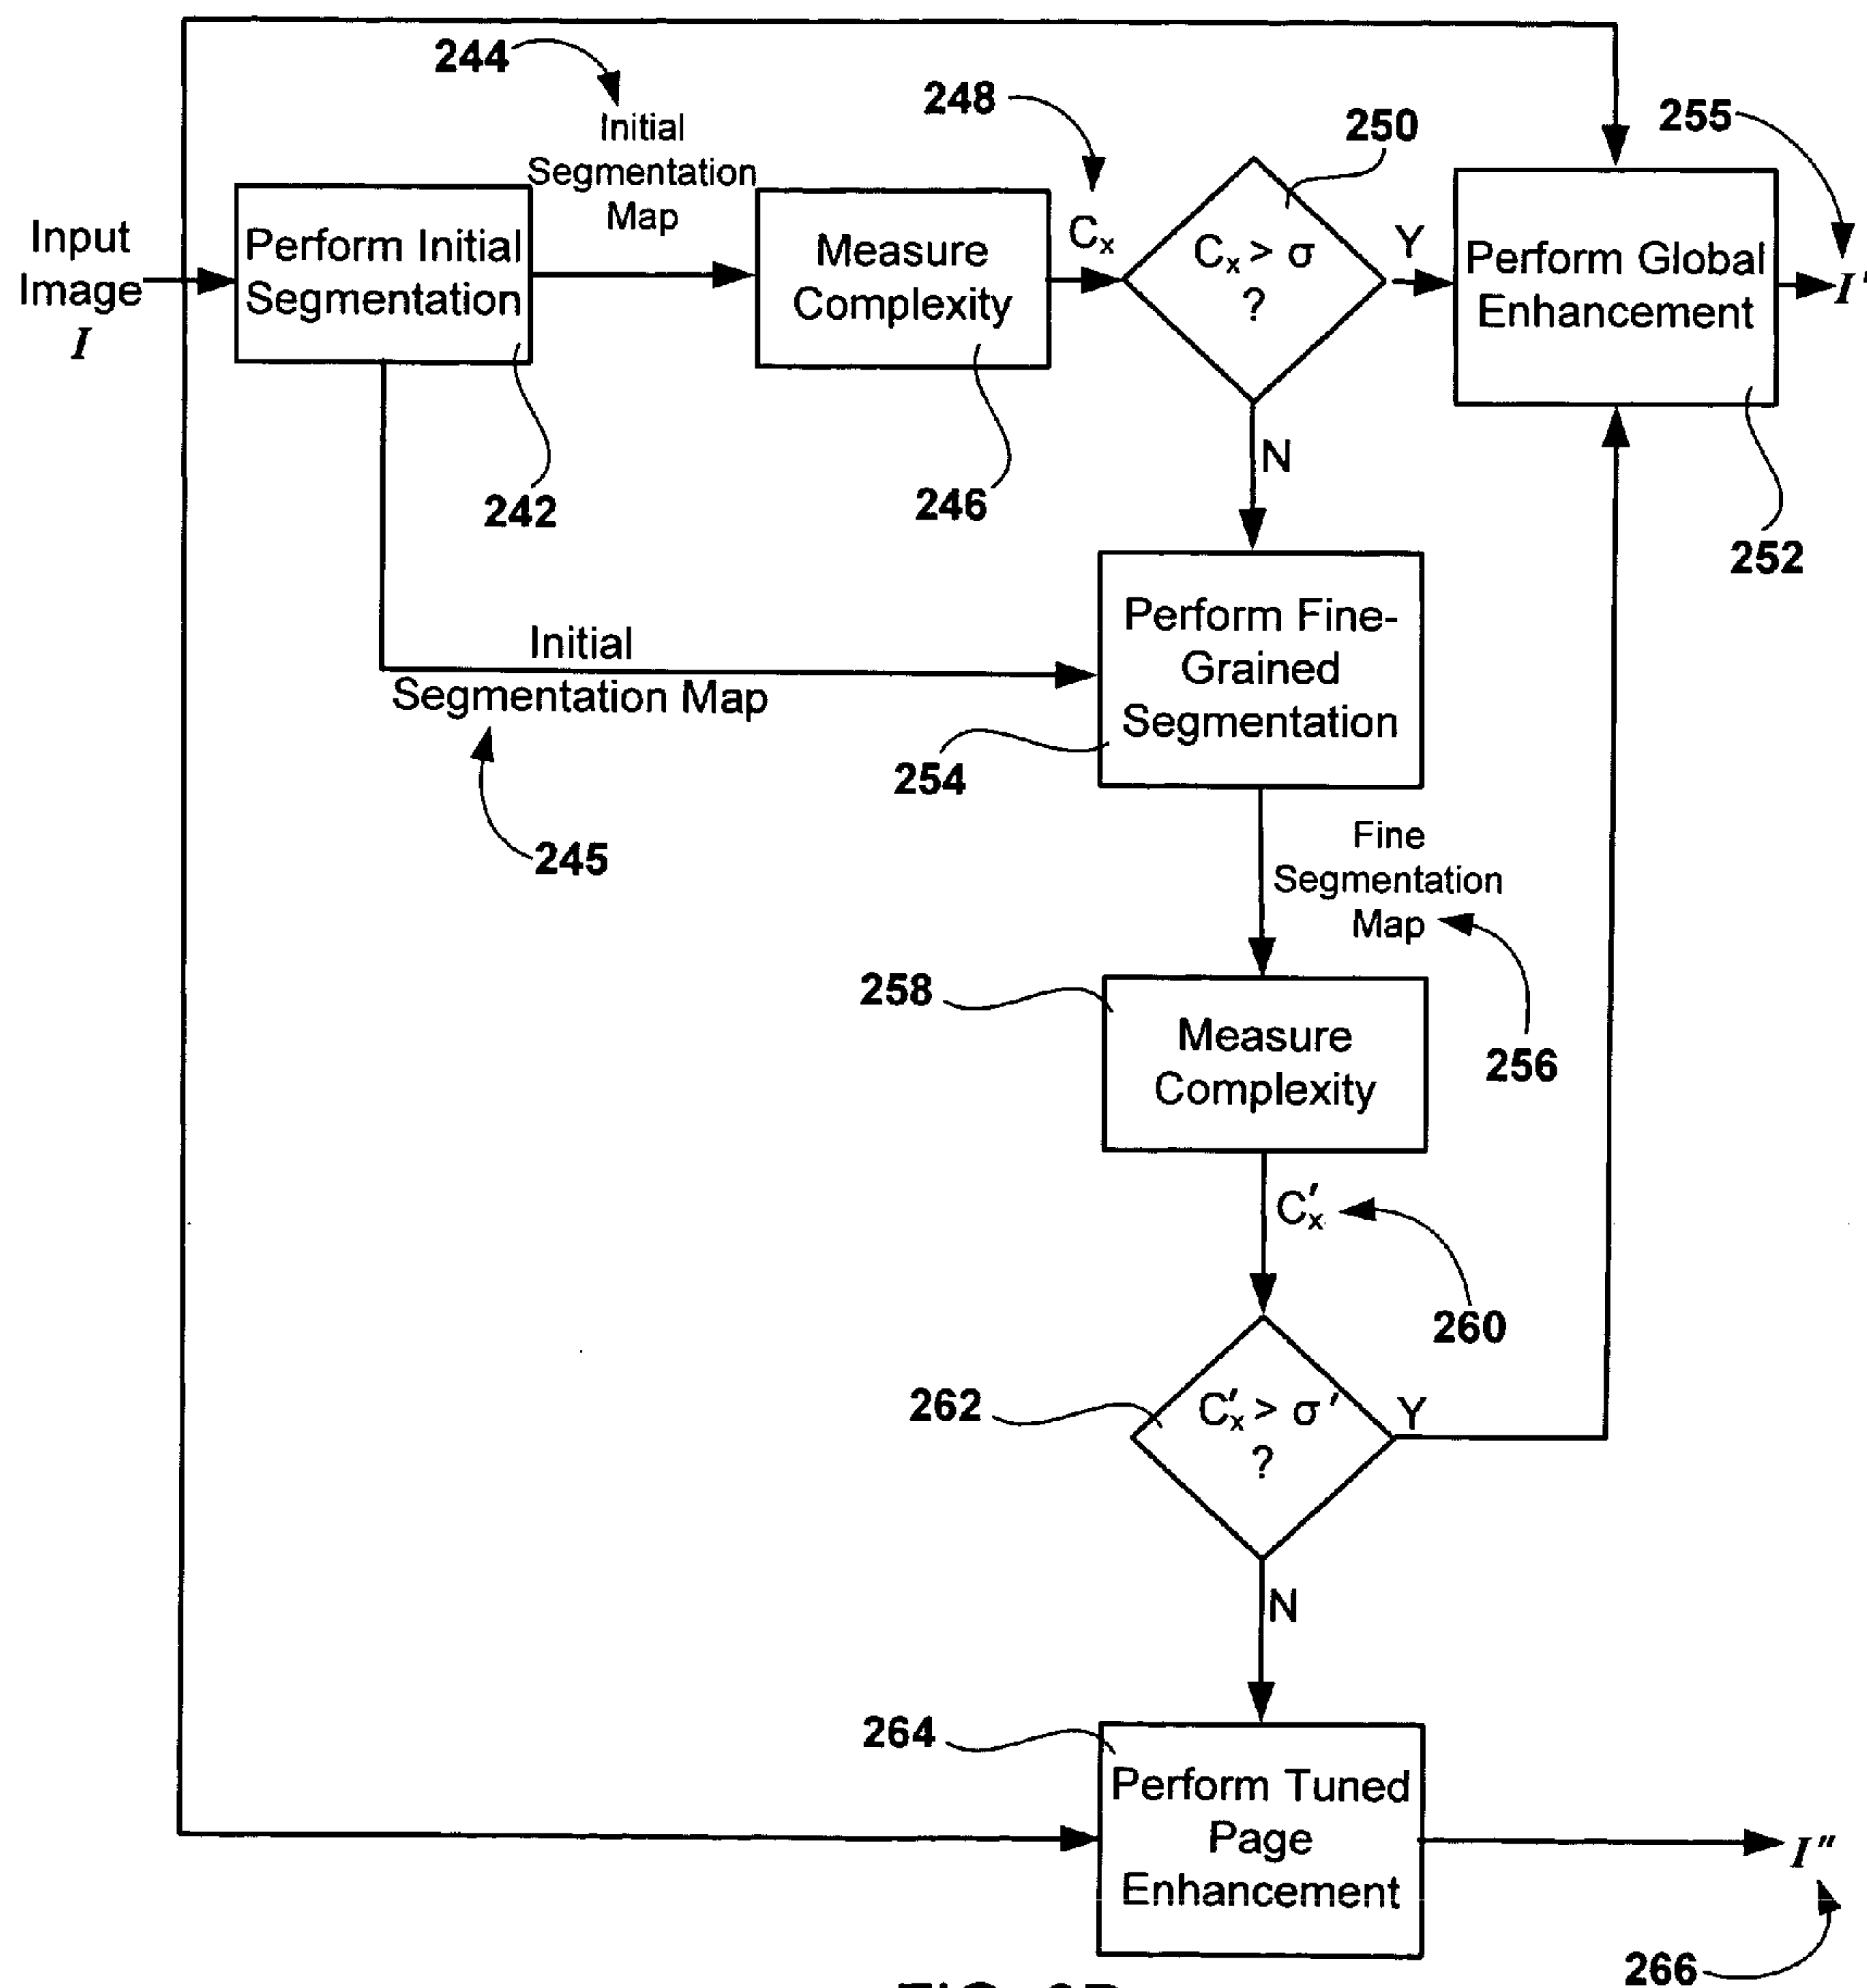 244
Initial
Segmentation
Map
248
250
255
Input
Image
I
Perform Initial
Segmentation
Measure
Complexity
Cx
Cx > σ
?
Y
Perform Global
Enhancement
I'
N
242
246
252
Initial
Segmentation Map
245
Perform Fine-
Grained
Segmentation
254
Fine
Segmentation
Map
256
258
Measure
Complexity
C'x
260
262
C'x > σ'
?
Y
N
264
Perform Tuned
Page
Enhancement
I"
266